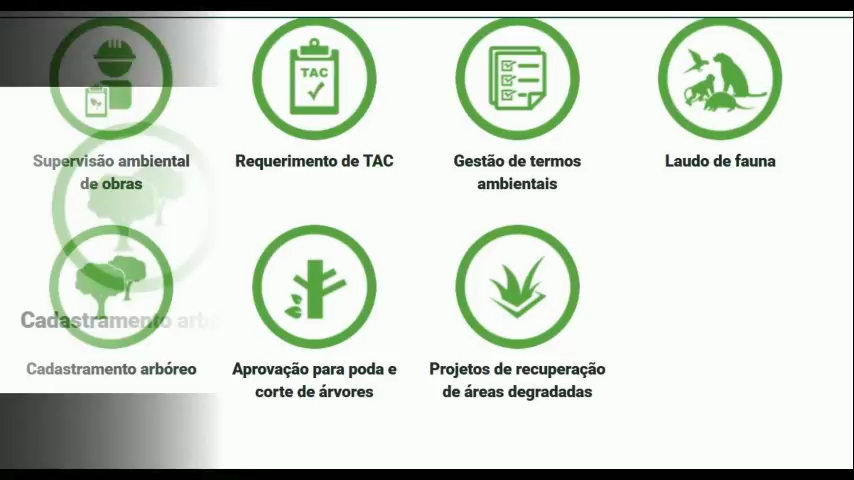 TAC
Supervisão ambiental
de obras
Requerimento de TAC
Gestão de termos
ambientais
Laudo de fauna
Cadastramento
Cadastramento arbóreo
Aprovação para poda e
corte de árvores
Projetos de recuperação
de áreas degradadas